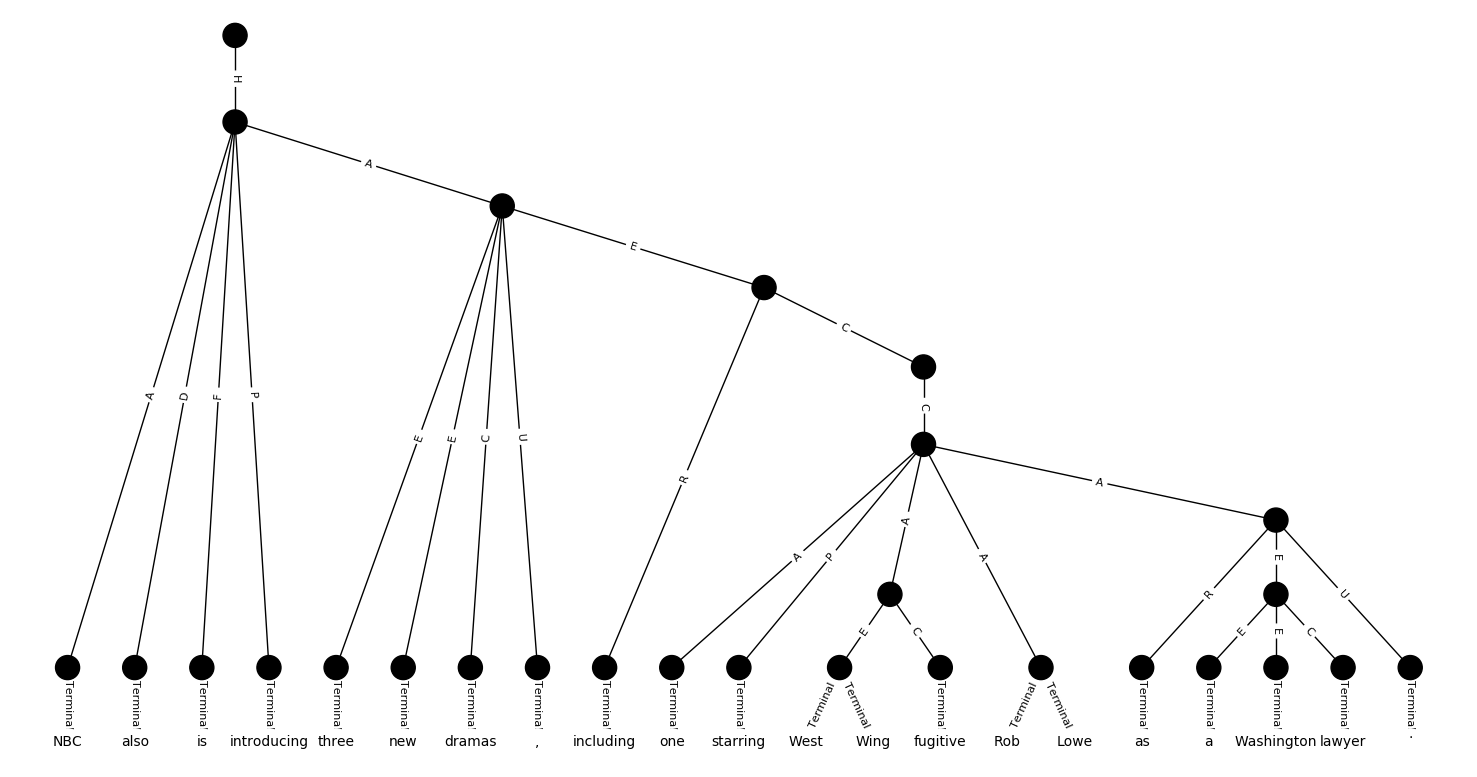 H
A
E
A
D
F
P
E
E
C
U
R
C
C
A
P
A
A
A
E
C
R
E
U
E
E
C
Terminal Terminal Terminal Terminal Terminal Terminal Terminal Terminal Terminal Terminal Terminal Terminal Terminal Terminal Terminal Terminal Terminal Terminal Terminal Terminal Terminal
NBC also is introducing three new dramas , including one starring West Wing fugitive Rob Lowe as a Washington lawyer .